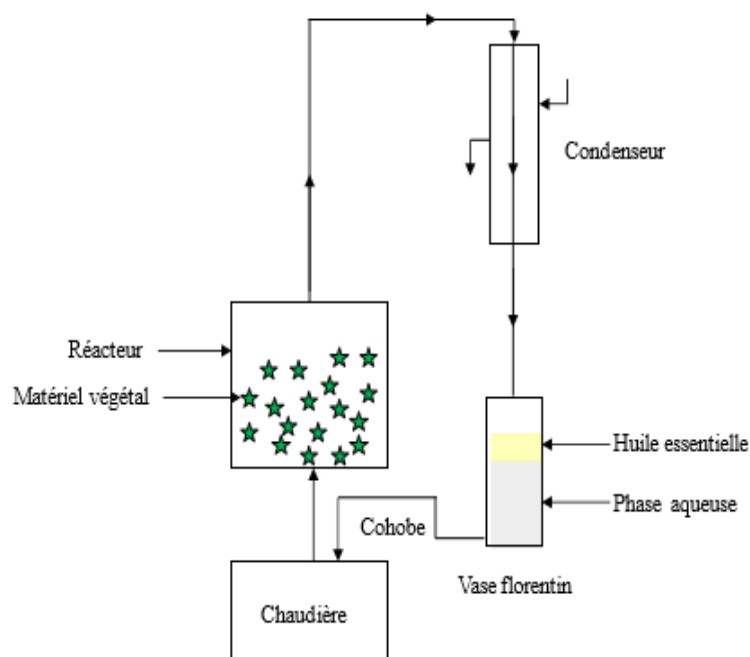 Condenseur
Réacteur
Matériel végétal
Huile essentielle
Phase aqueuse
Cohobe
Vase florentin
Chaudière